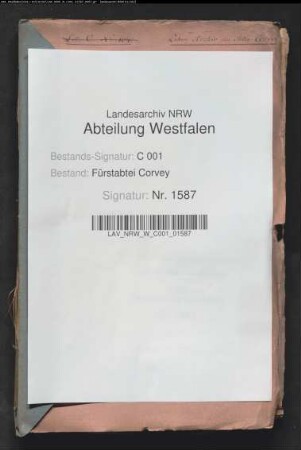 Landesarchiv NRW
Abteilung Westfalen
Bestands-Signatur: C 001
Bestand: Fürstabtei Corvey
Signatur: Nr. 1587
LAV_NRW_W_C001_01587